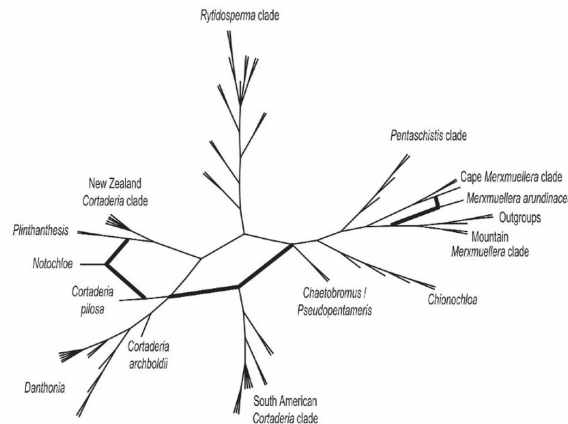 Rytidosperma clade
Pentaschistis clade
Cape Merxmuellera clade
Merxmuellera arundinace
Outgroups
Mountain
Merxmuellera clade
New Zealand
Cortaderia clade
Plinthanthesis
Notochloe
Cortaderia
pilosa
Chaetobromus /
Pseudopentameris
Chionochloa
Cortaderia
archboldii
Danthonia
South American
Cortaderia clade